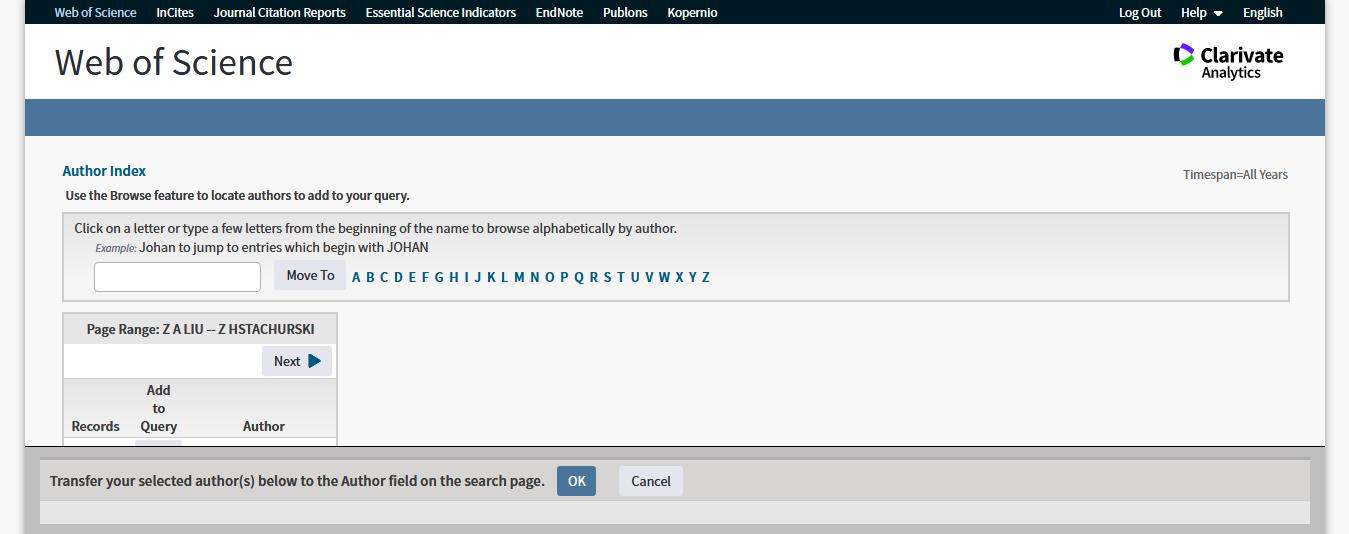 Web of Science InCites Journal Citation Reports Essential Science Indicators EndNote Publons Kopernio Log Out Help English
Web of Science
Clarivate
Analytics
Author Index
Timespan=All Years
Use the Browse feature to locate authors to add to your query.
Click on a letter or type a few letters from the beginning of the name to browse alphabetically by author.
Example: Johan to jump to entries which begin with JOHAN
Move To A B C D E F G H I J K L M N O P Q R S T U V W X Y Z
Page Range: Z A LIU -- Z HSTACHURSKI
Next
Add
to
Records Query Author
Transfer your selected author(s) below to the Author field on the search page. OK Cancel